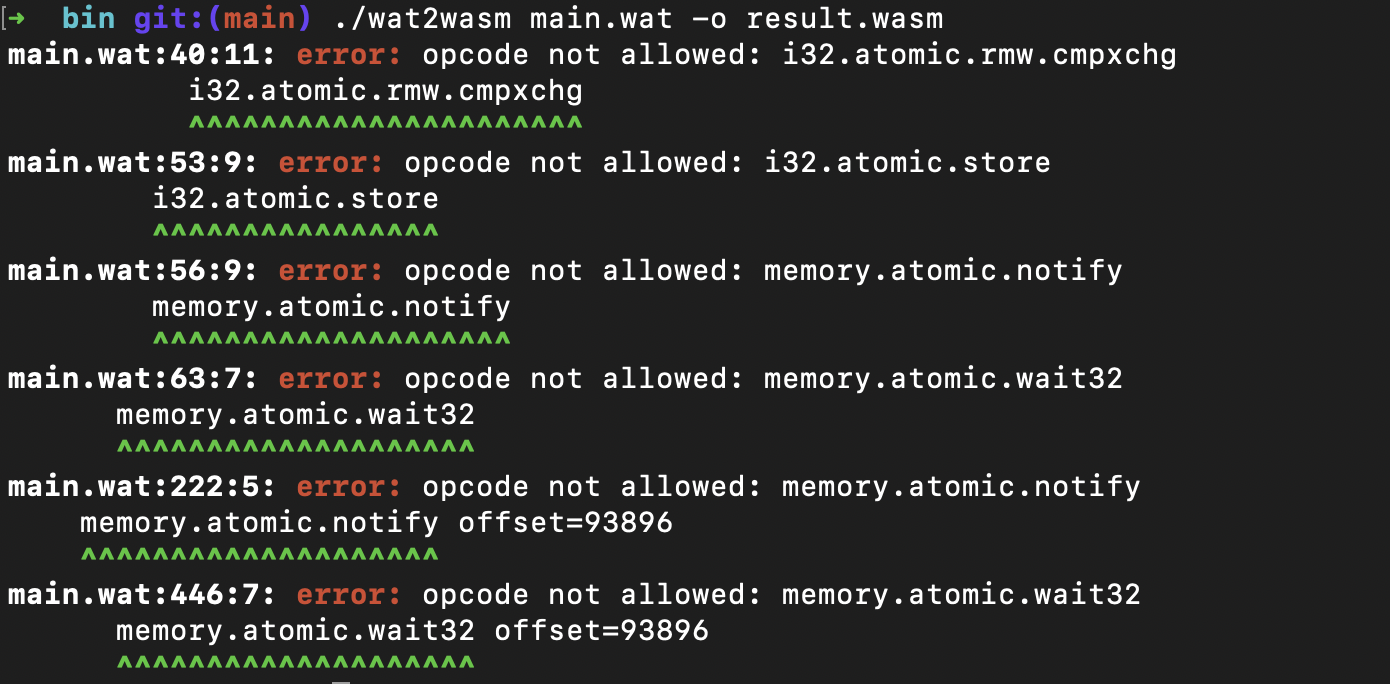 [➜  bin git:(main) ./wat2wasm main.wat -o result.wasm
main.wat:40:11: error: opcode not allowed: i32.atomic.rmw.cmpxchg
          i32.atomic.rmw.cmpxchg
          ^^^^^^^^^^^^^^^^^^^^^^
main.wat:53:9: error: opcode not allowed: i32.atomic.store
        i32.atomic.store
        ^^^^^^^^^^^^^^^^
main.wat:56:9: error: opcode not allowed: memory.atomic.notify
        memory.atomic.notify
        ^^^^^^^^^^^^^^^^^^^^
main.wat:63:7: error: opcode not allowed: memory.atomic.wait32
      memory.atomic.wait32
      ^^^^^^^^^^^^^^^^^^^^
main.wat:222:5: error: opcode not allowed: memory.atomic.notify
    memory.atomic.notify offset=93896
    ^^^^^^^^^^^^^^^^^^^^
main.wat:446:7: error: opcode not allowed: memory.atomic.wait32
      memory.atomic.wait32 offset=93896
      ^^^^^^^^^^^^^^^^^^^^